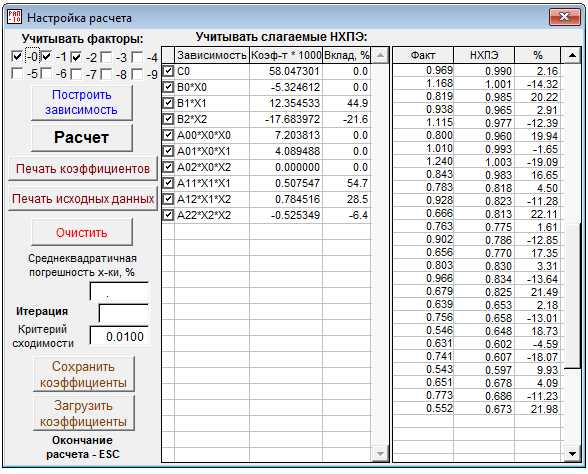 РАП
-10
Настройка расчета
Учитывать факторы:
-0 -1 -2 -3 -4
-5 -6 -7 -8 -9
Построить
зависимость
Расчет
Печать коэффициентов
Печать исходных данных
Очистить
Среднеквадратичная
погрешность х-ки, %
.
Итерация
Критерий
сходимости
0.0100
Сохранить
коэффициенты
Загрузить
коэффициенты
Окончание
расчета - ESC
Учитывать слагаемые НХПЭ:
Зависимость Коэф-т * 1000 Вклад, %
C0 58.047301 0.0
B0*X0 -5.324612 0.0
B1*X1 12.354533 44.9
B2*X2 -17.683972 -21.6
A00*X0*X0 7.203813 0.0
A01*X0*X1 4.089488 0.0
A02*X0*X2 0.000000 0.0
A11*X1*X1 0.507547 54.7
A12*X1*X2 0.784516 28.5
A22*X2*X2 -0.525349 -6.4
Факт НХПЭ %
0.969 0.990 2.16
1.168 1.001 -14.32
0.819 0.985 20.22
0.938 0.965 2.91
1.115 0.977 -12.39
0.800 0.960 19.94
1.010 0.993 -1.65
1.240 1.003 -19.09
0.843 0.983 16.65
0.783 0.818 4.50
0.928 0.823 -11.28
0.666 0.813 22.11
0.763 0.775 1.61
0.902 0.786 -12.85
0.656 0.770 17.35
0.803 0.830 3.31
0.966 0.834 -13.64
0.679 0.825 21.49
0.639 0.653 2.18
0.756 0.658 -13.01
0.546 0.648 18.73
0.631 0.602 -4.59
0.741 0.607 -18.07
0.543 0.597 9.93
0.651 0.678 4.09
0.773 0.686 -11.23
0.552 0.673 21.98